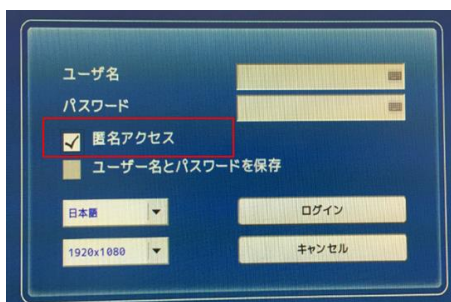 ユーザ名
パスワード
匿名アクセス
ユーザー名とパスワードを保存
日本語
ログイン
1920x1080
キャンセル